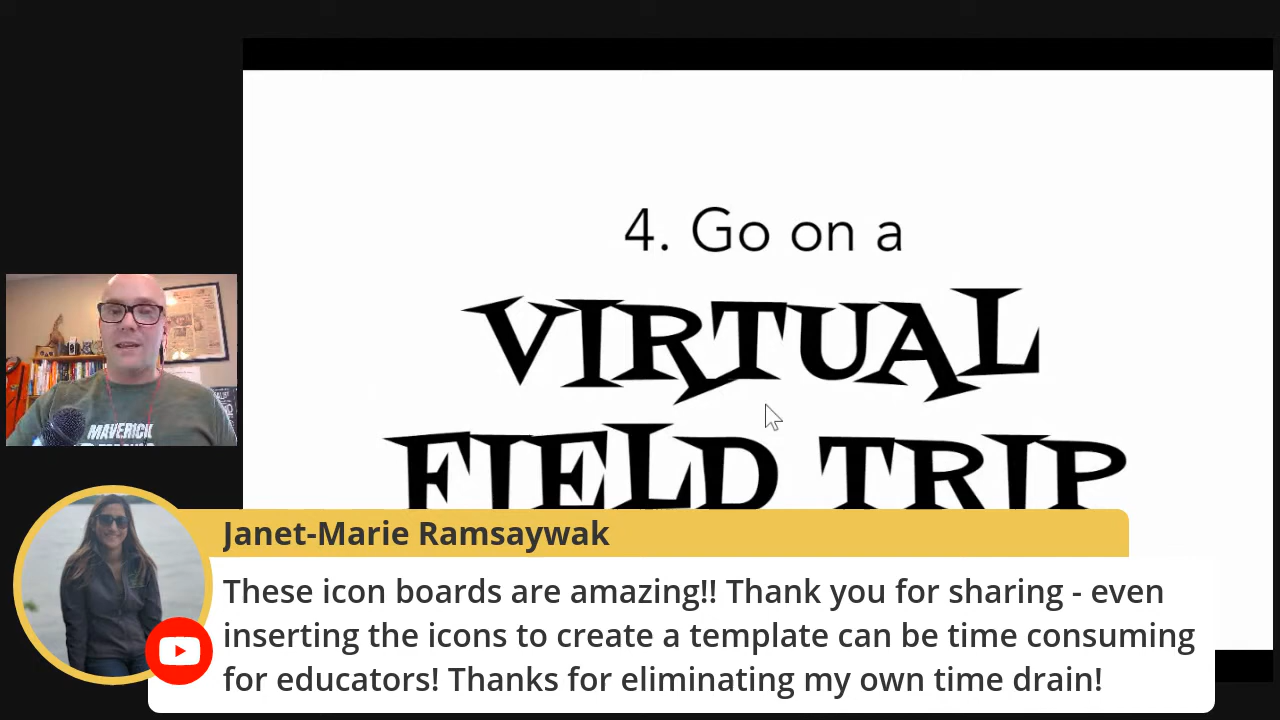 4. Go on a
VIRTUAL
FIELD TRIP
MAVERICK
Janet-Marie Ramsaywak
These icon boards are amazing!! Thank you for sharing - even
inserting the icons to create a template can be time consuming
for educators! Thanks for eliminating my own time drain!